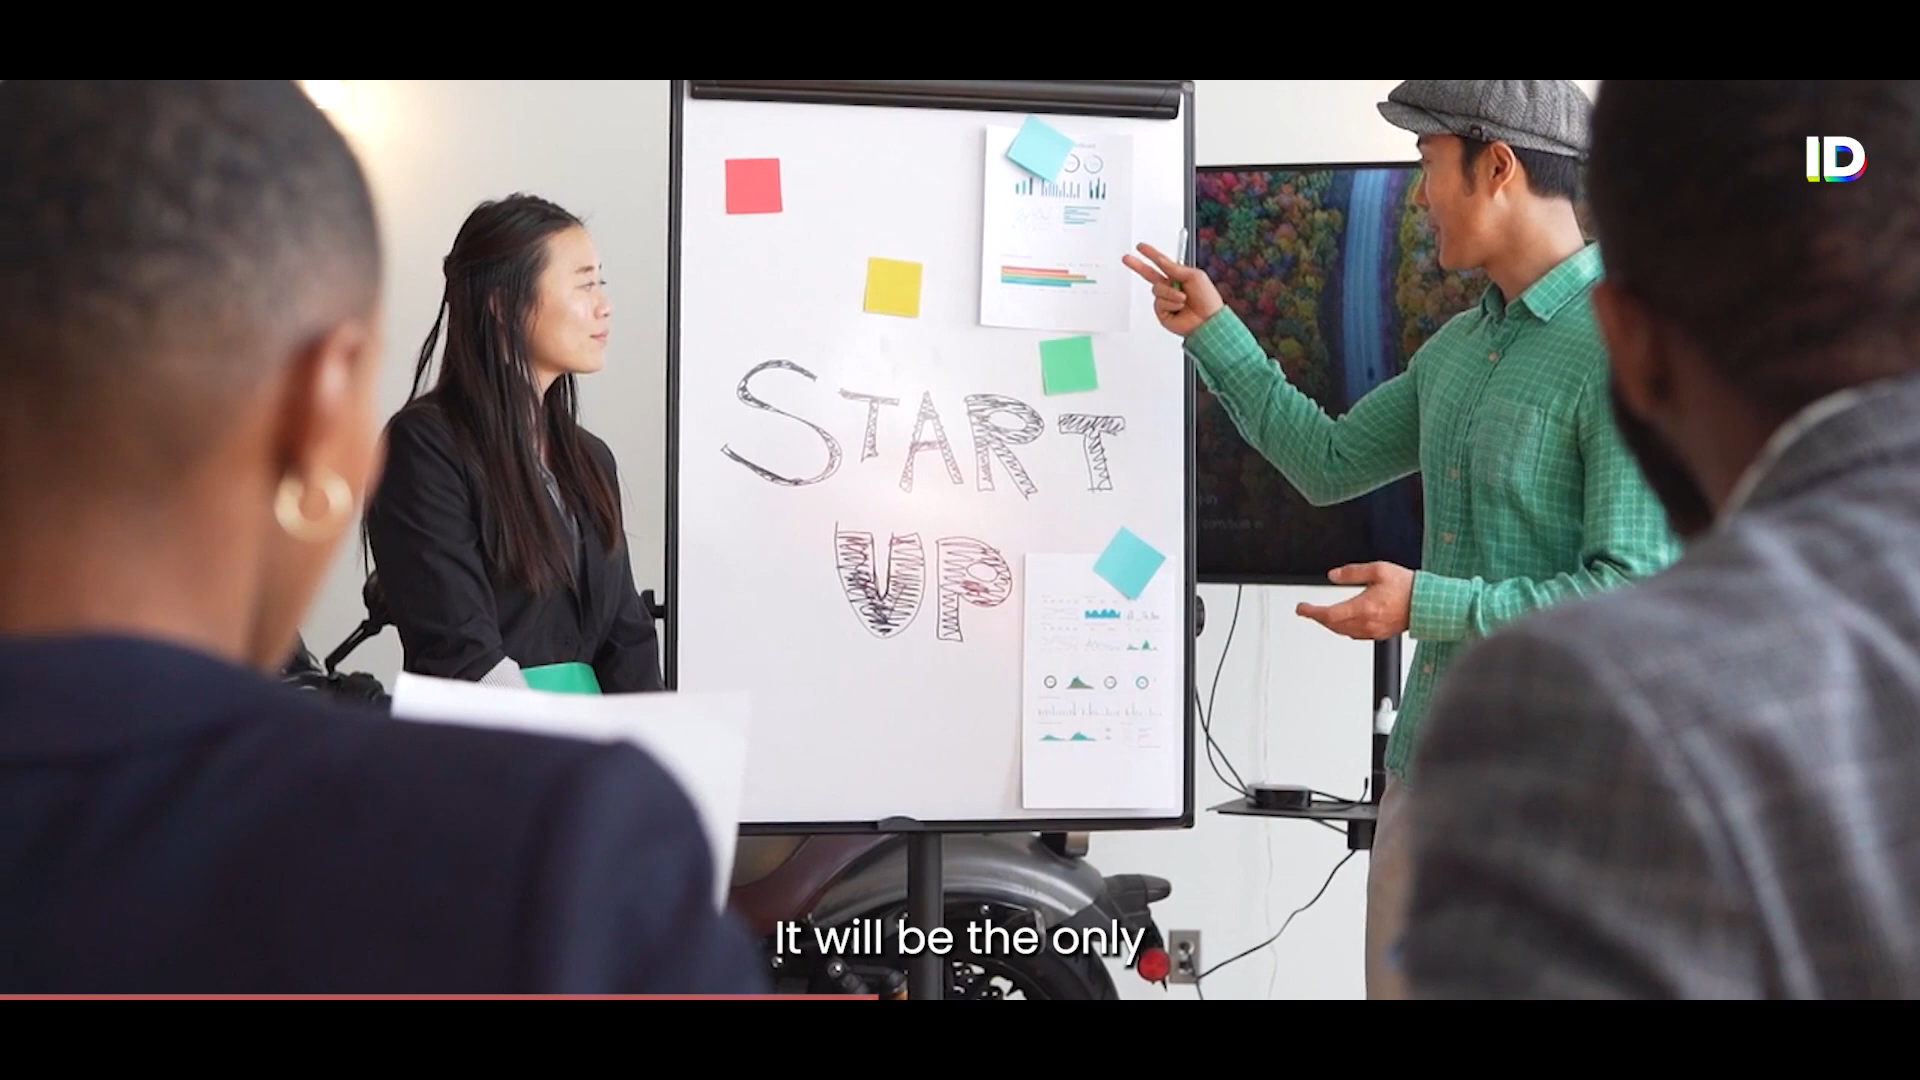 ID
START
UP
It will be the only